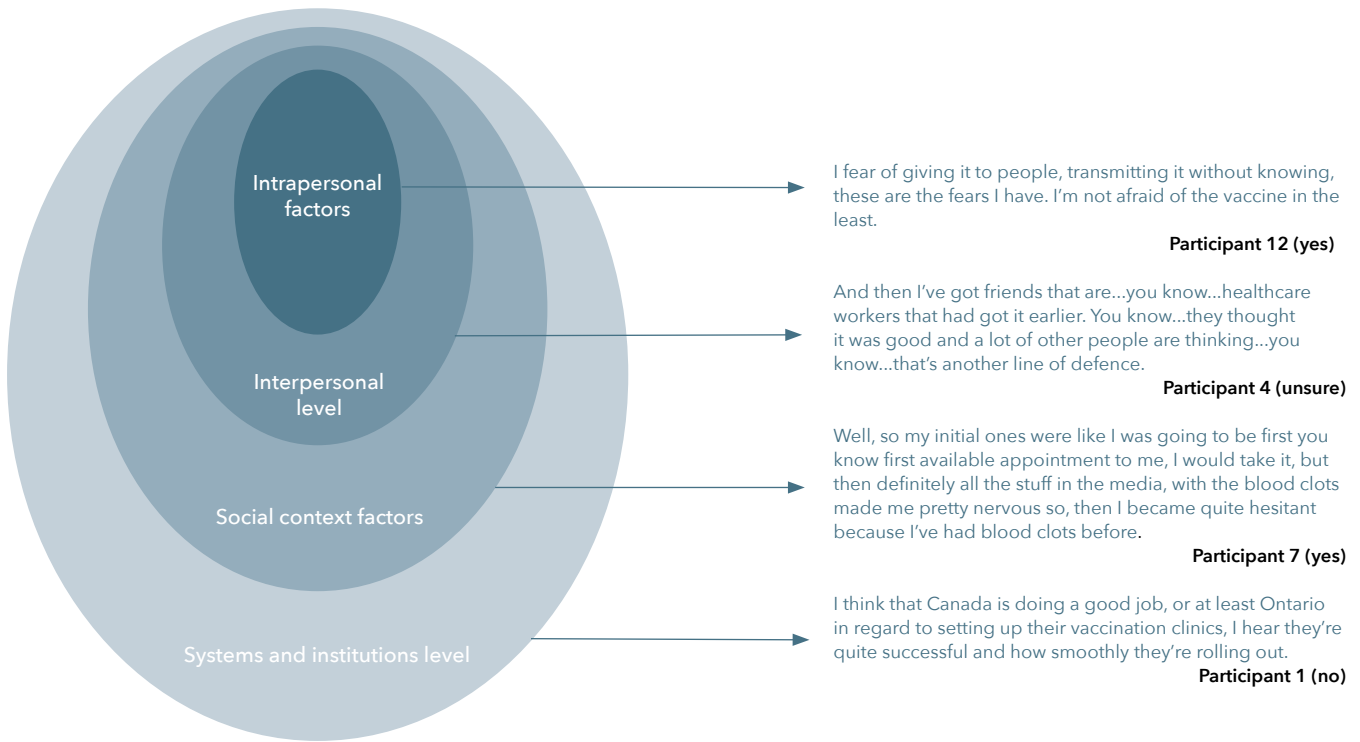 Intrapersonal
factors
I fear of giving it to people, transmitting it without knowing,
these are the fears I have. I’m not afraid of the vaccine in the
least.
Participant 12 (yes)
Interpersonal
level
And then I’ve got friends that are...you know...healthcare
workers that had got it earlier. You know...they thought
it was good and a lot of other people are thinking...you
know...that’s another line of defence.
Participant 4 (unsure)
Social context factors
Well, so my initial ones were like I was going to be first you
know first available appointment to me, I would take it, but
then definitely all the stuff in the media, with the blood clots
made me pretty nervous so, then I became quite hesitant
because I’ve had blood clots before.
Participant 7 (yes)
Systems and institutions level
I think that Canada is doing a good job, or at least Ontario
in regard to setting up their vaccination clinics, I hear they’re
quite successful and how smoothly they’re rolling out.
Participant 1 (no)